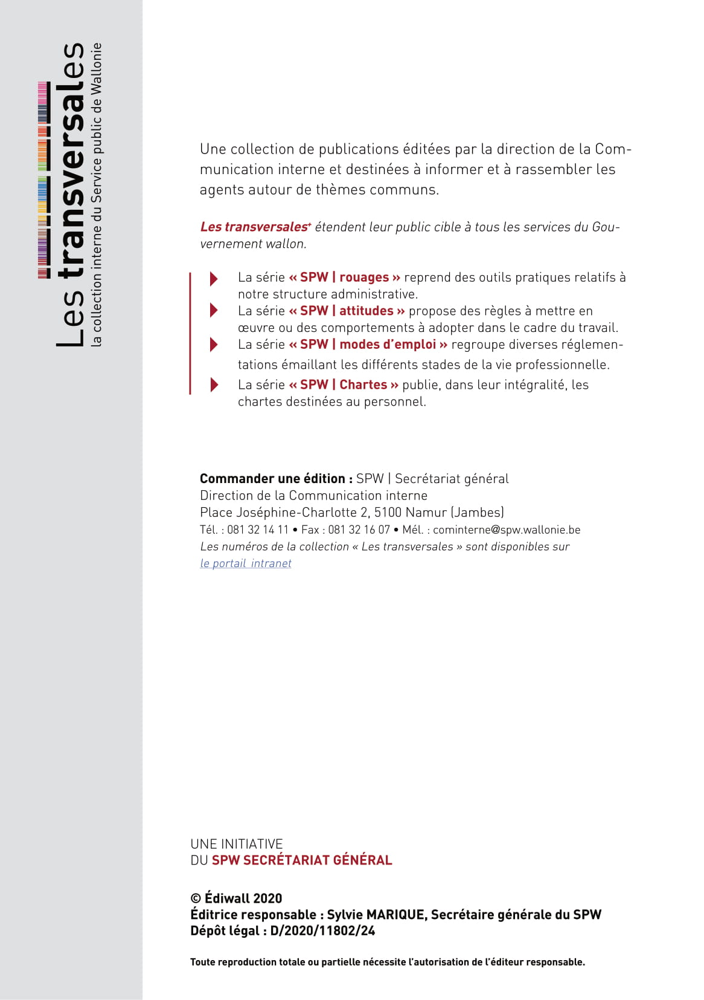 Les transversales
la collection interne du Service public de Wallonie
Une collection de publications éditées par la direction de la Com-
munication interne et destinées à informer et à rassembler les
agents autour de thèmes communs.
Les transversales+ étendent leur public cible à tous les services du Gou-
vernement wallon.
La série « SPW | rouages » reprend des outils pratiques relatifs à
notre structure administrative.
La série « SPW | attitudes » propose des règles à mettre en
œuvre ou des comportements à adopter dans le cadre du travail.
La série « SPW | modes d’emploi » regroupe diverses réglemen-
tations émaillant les différents stades de la vie professionnelle.
La série « SPW | Chartes » publie, dans leur intégralité, les
chartes destinées au personnel.
Commander une édition : SPW | Secrétariat général
Direction de la Communication interne
Place Joséphine-Charlotte 2, 5100 Namur (Jambes)
Tél. : 081 32 14 11 • Fax : 081 32 16 07 • Mél. : cominterne@spw.wallonie.be
Les numéros de la collection « Les transversales » sont disponibles sur
le portail intranet
UNE INITIATIVE
DU SPW SECRÉTARIAT GÉNÉRAL
© Édiwall 2020
Éditrice responsable : Sylvie MARIQUE, Secrétaire générale du SPW
Dépôt légal : D/2020/11802/24
Toute reproduction totale ou partielle nécessite l’autorisation de l’éditeur responsable.